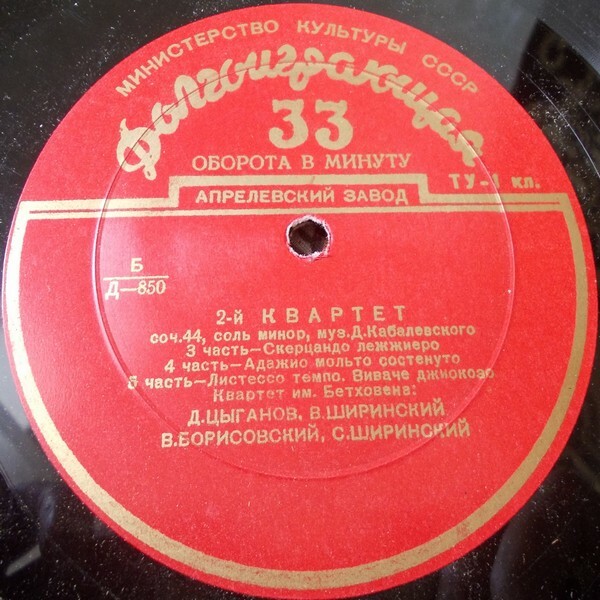 МИНИСТЕРСТВО КУЛЬТУРЫ СССР
Долгоиграющая
33
ОБОРОТА В МИНУТУ
ТУ-1 кл.
АПРЕЛЕВСКИЙ ЗАВОД
Б
Д—850
2-й КВАРТЕТ
соч.44, соль минор, муз.Д.Кабалевского
3 часть—Скерцандо лежжиеро
4 часть—Адажио мольто состенуто
5 часть—Листессо темпо. Виваче джиокозо
Квартет им. Бетховена:
Д.ЦЫГАНОВ, В.ШИРИНСКИЙ
В.БОРИСОВСКИЙ, С.ШИРИНСКИЙ